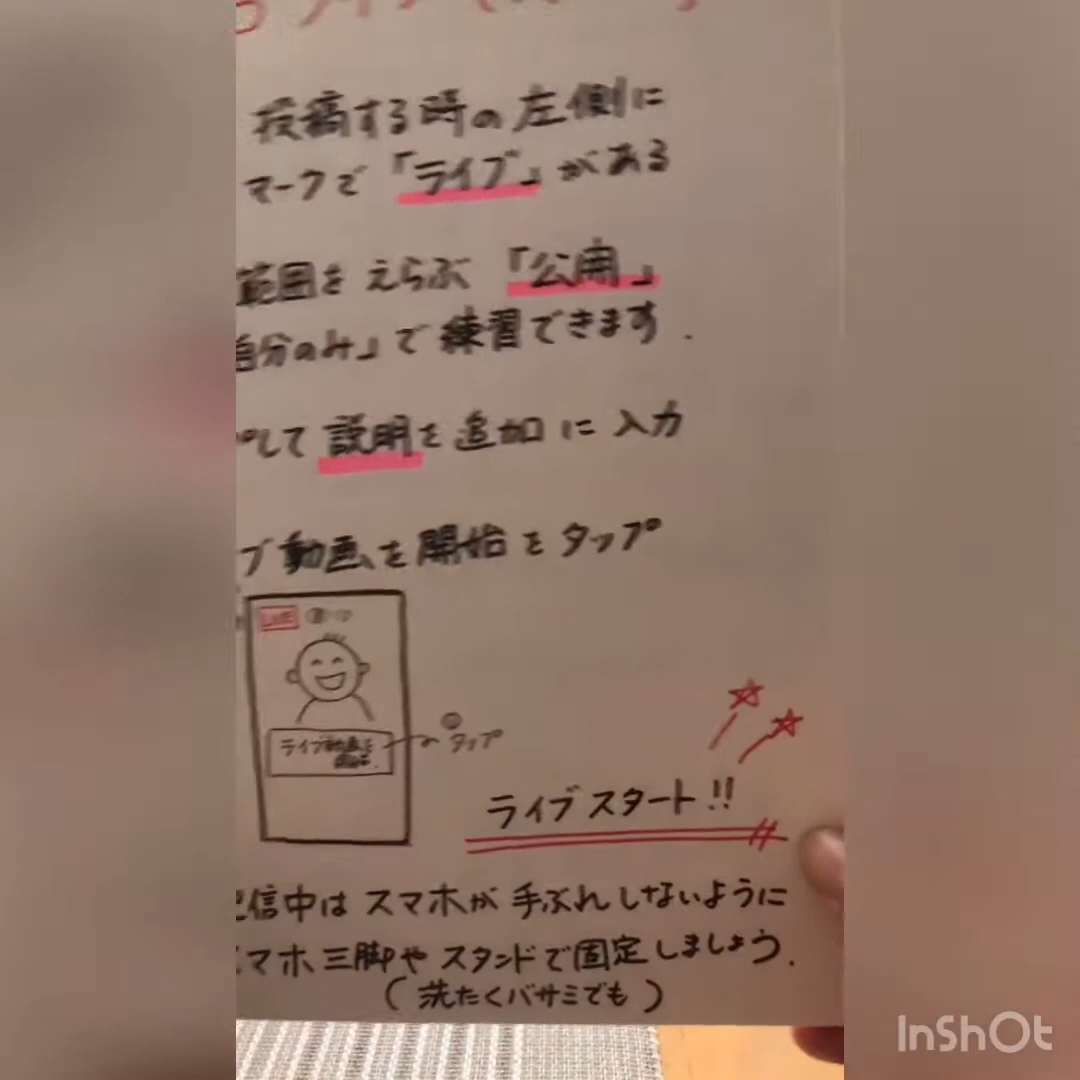 投稿する時の左側に
マークで「ライブ」がある
範囲をえらぶ「公開」
自分のみ」で練習できます.
して説明を追加に入力
ブ動画を開始をタップ
LIVE
ライブ動画を
開始
タップ
ライブスタート!!
信中はスマホが手ぶれしないように
マホ三脚やスタンドで固定しましょう.
(洗たくバサミでも)
InShOt